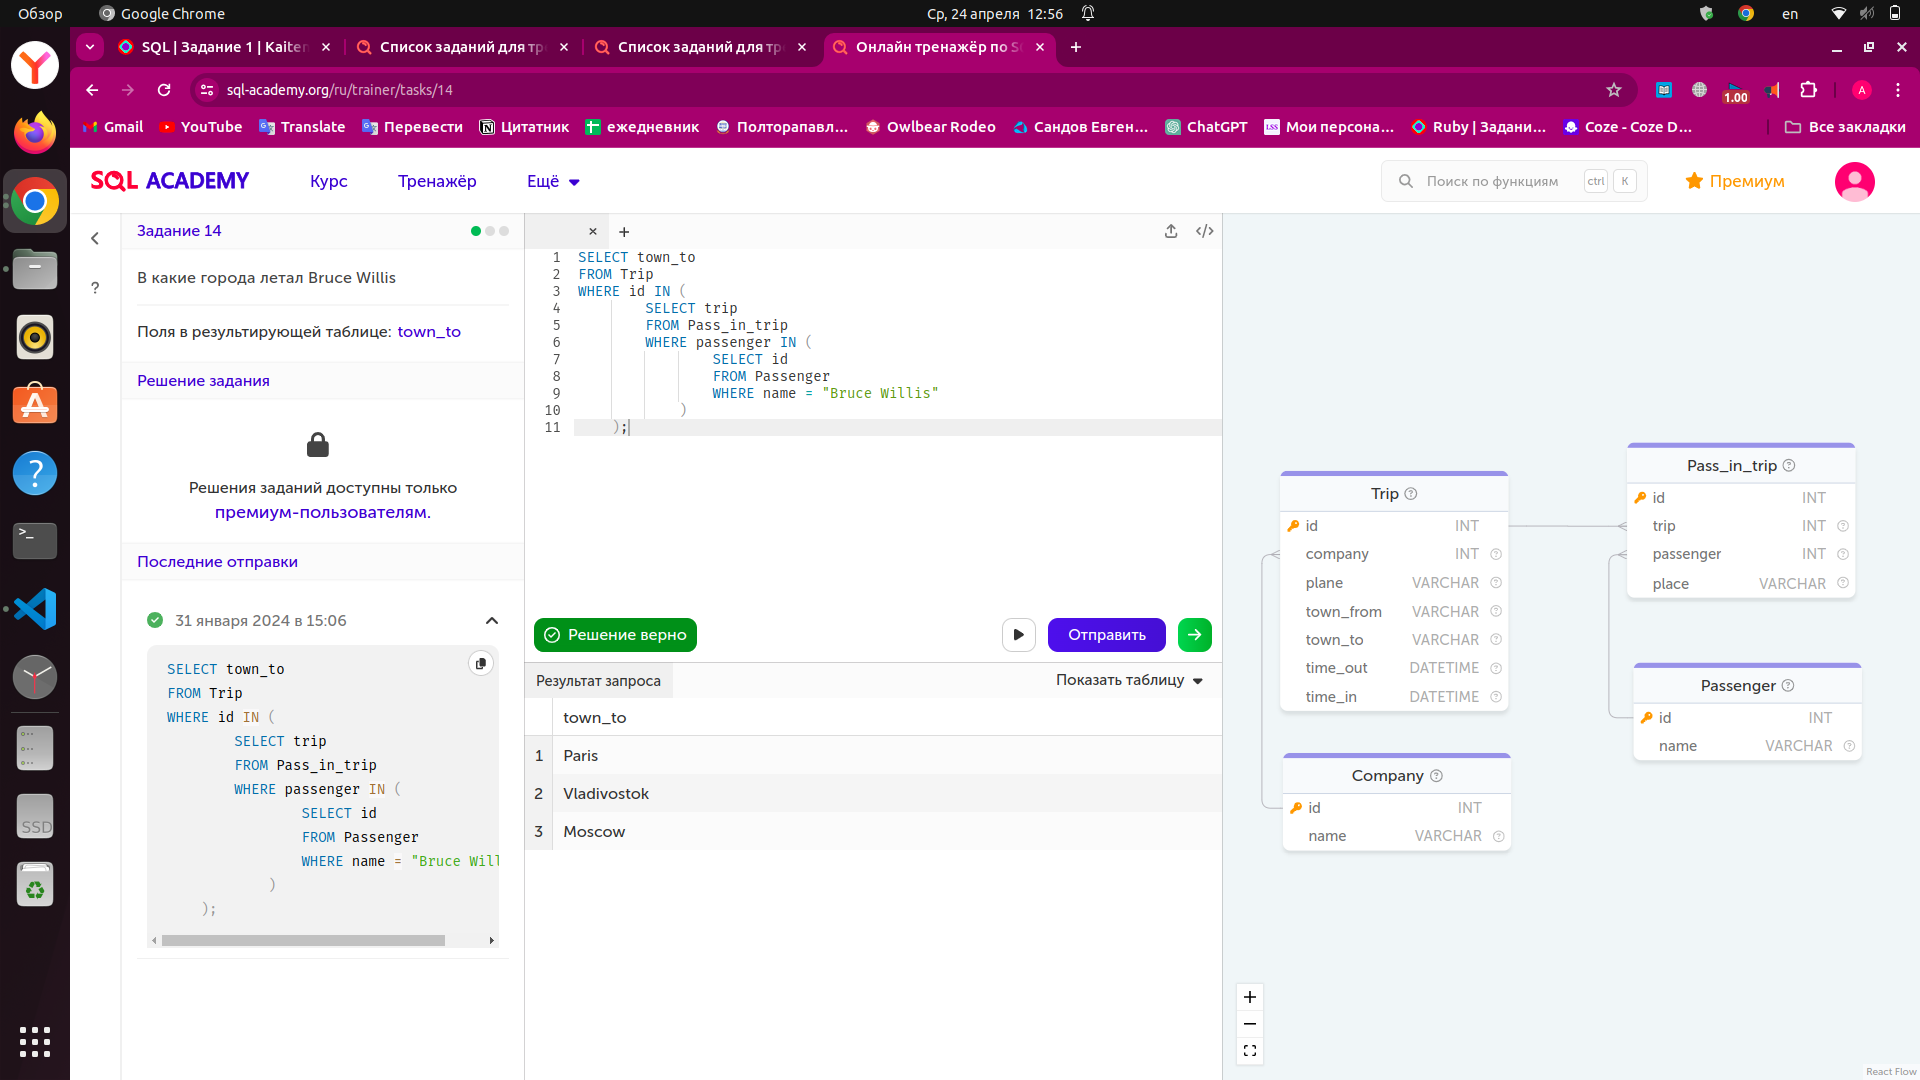 Обзор
Google Chrome
Ср, 24 апреля 12:56
en
SQL | Задание 1 | Kaiten
Список заданий для тр
Список заданий для тр
Онлайн тренажёр по S
sql-academy.org/ru/trainer/tasks/14
1.00
A
Gmail
YouTube
Translate
Перевести
Цитатник
ежедневник
Полторапавл...
Owlbear Rodeo
Сандов Евген...
ChatGPT
LSS
Мои персона...
Ruby | Задани...
Coze - Coze D...
Все закладки
SQL ACADEMY
Курс
Тренажёр
Ещё
Поиск по функциям
ctrl
K
Премиум
Задание 14
?
В какие города летал Bruce Willis
Поля в результирующей таблице: town_to
Решение задания
Решения заданий доступны только
премиум-пользователям.
Последние отправки
31 января 2024 в 15:06
SELECT town_to
FROM Trip
WHERE id IN (
SELECT trip
FROM Pass_in_trip
WHERE passenger IN (
SELECT id
FROM Passenger
WHERE name = "Bruce Will
)
);
1 SELECT town_to
2 FROM Trip
3 WHERE id IN (
4 SELECT trip
5 FROM Pass_in_trip
6 WHERE passenger IN (
7 SELECT id
8 FROM Passenger
9 WHERE name = "Bruce Willis"
10 )
11 );
Решение верно
Отправить
Результат запроса
Показать таблицу
town_to
1 Paris
2 Vladivostok
3 Moscow
Trip
id INT
company INT
plane VARCHAR
town_from VARCHAR
town_to VARCHAR
time_out DATETIME
time_in DATETIME
Company
id INT
name VARCHAR
Pass_in_trip
id INT
trip INT
passenger INT
place VARCHAR
Passenger
id INT
name VARCHAR
React Flow
SSD